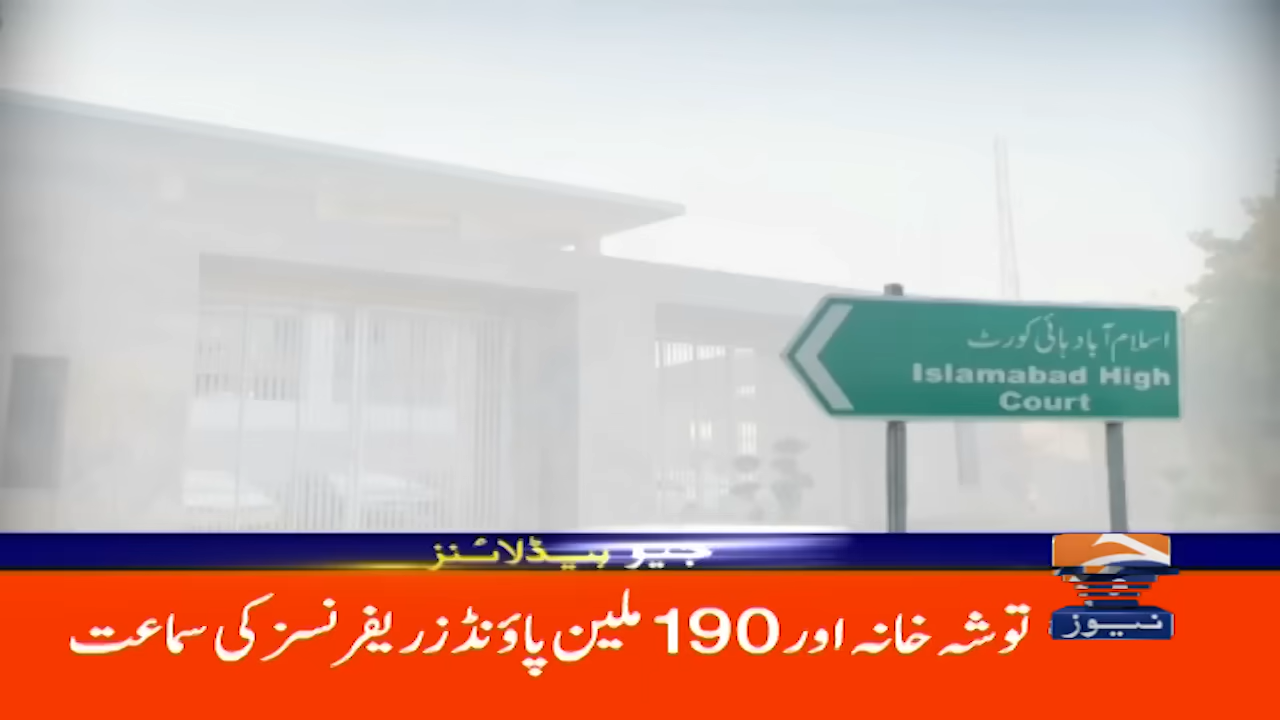 اسلام آباد ہائی کورٹ
Islamabad High
Court
جیو ہیڈلائنز
نیوز
توشہ خانہ اور 190 ملین پاؤنڈز ریفرنسز کی سماعت